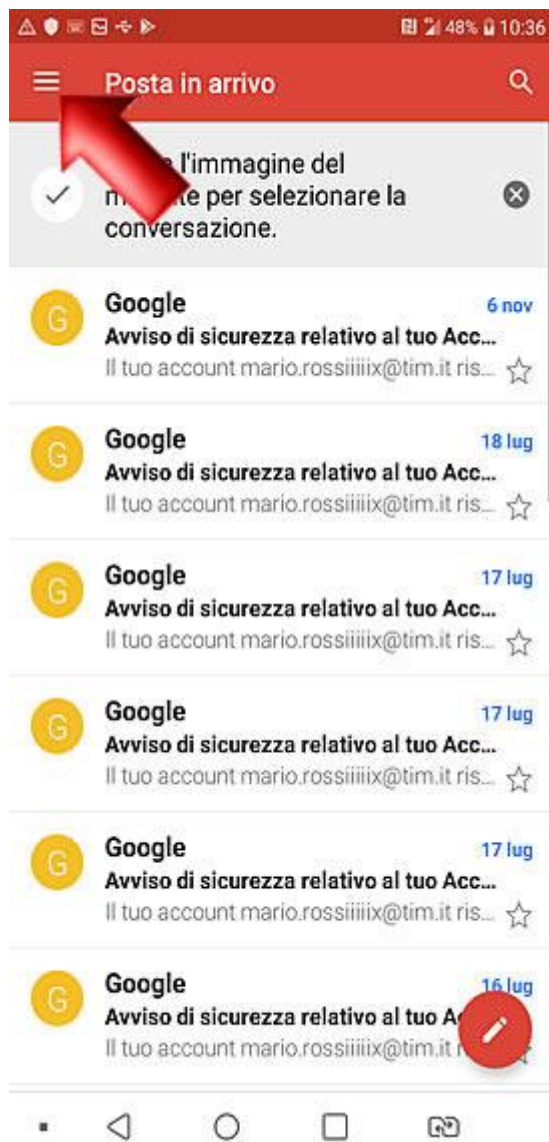 48% 10:36
Posta in arrivo
l'immagine del
per selezionare la
conversazione.
G Google 6 nov
Avviso di sicurezza relativo al tuo Acc...
Il tuo account mario.rossiiiiix@tim.it ris...
G Google 18 lug
Avviso di sicurezza relativo al tuo Acc...
Il tuo account mario.rossiiiiix@tim.it ris...
G Google 17 lug
Avviso di sicurezza relativo al tuo Acc...
Il tuo account mario.rossiiiiix@tim.it ris...
G Google 17 lug
Avviso di sicurezza relativo al tuo Acc...
Il tuo account mario.rossiiiiix@tim.it ris...
G Google 17 lug
Avviso di sicurezza relativo al tuo Acc...
Il tuo account mario.rossiiiiix@tim.it ris...
G Google 16 lug
Avviso di sicurezza relativo al tuo
Il tuo account mario.rossiiiiix@tim.it